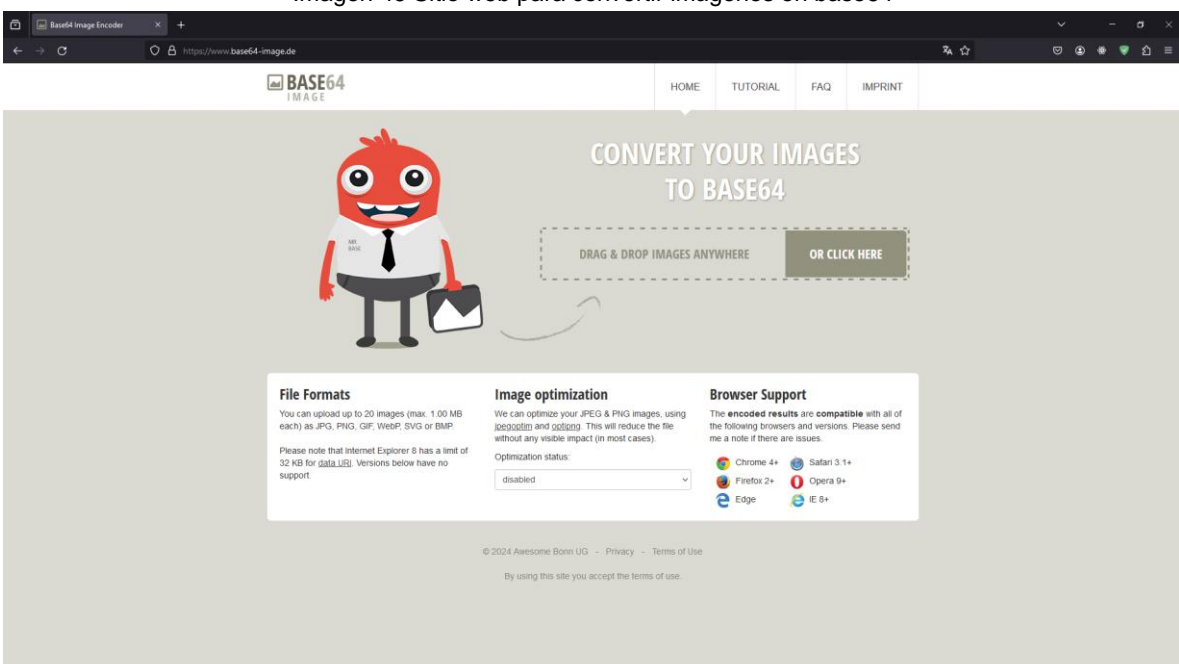 Imagen 40 Sitio web para convertir imágenes en base64
Base64 Image Encoder
https://www.base64-image.de
BASE64
IMAGE
HOME
TUTORIAL
FAQ
IMPRINT
CONVERT YOUR IMAGES
TO BASE64
MR
BASE
DRAG & DROP IMAGES ANYWHERE
OR CLICK HERE
File Formats
You can upload up to 20 images (max. 1.00 MB
each) as JPG, PNG, GIF, WebP, SVG or BMP.
Please note that Internet Explorer 8 has a limit of
32 KB for data URI. Versions below have no
support.
Image optimization
We can optimize your JPEG & PNG images, using
jpegoptim and optipng. This will reduce the file
without any visible impact (in most cases).
Optimization status:
disabled
Browser Support
The encoded results are compatible with all of
the following browsers and versions. Please send
me a note if there are issues.
Chrome 4+
Safari 3.1+
Firefox 2+
Opera 9+
Edge
IE 8+
© 2024 Awesome Bonn UG - Privacy - Terms of Use
By using this site you accept the terms of use.